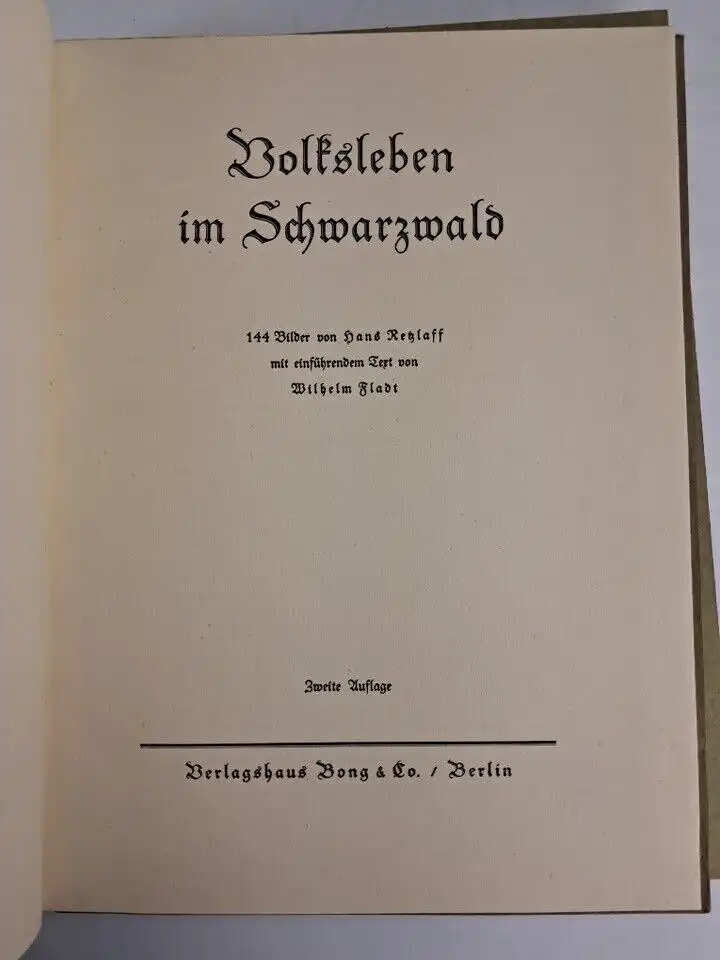 Volksleben
im Schwarzwald
144 Bilder von Hans Retzlaff
mit einführendem Text von
Wilhelm Fladt
Zweite Auflage
Verlagshaus Bong & Co. / Berlin